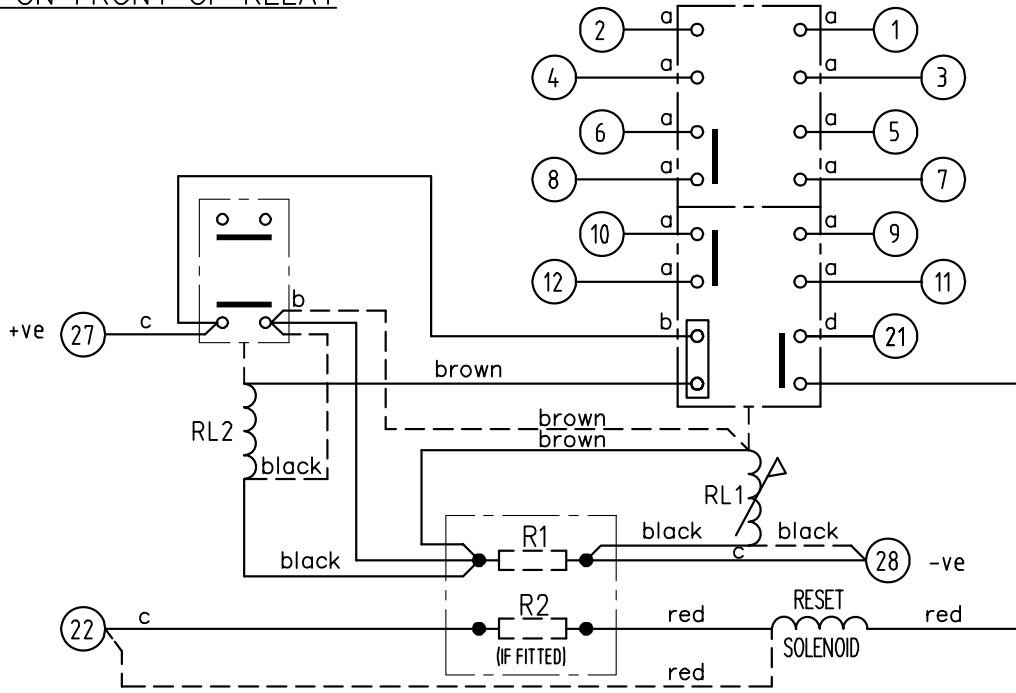 ON FRONT OF RELAY
2 a a 1
4 a a 3
6 a a 5
8 a a 7
10 a a 9
12 a a 11
b d 21
+ve 27 c b
brown
brown
brown
RL2
black
RL1
black R1 black c black 28 -ve
22 c R2 red RESET SOLENOID red
(IF FITTED)
red